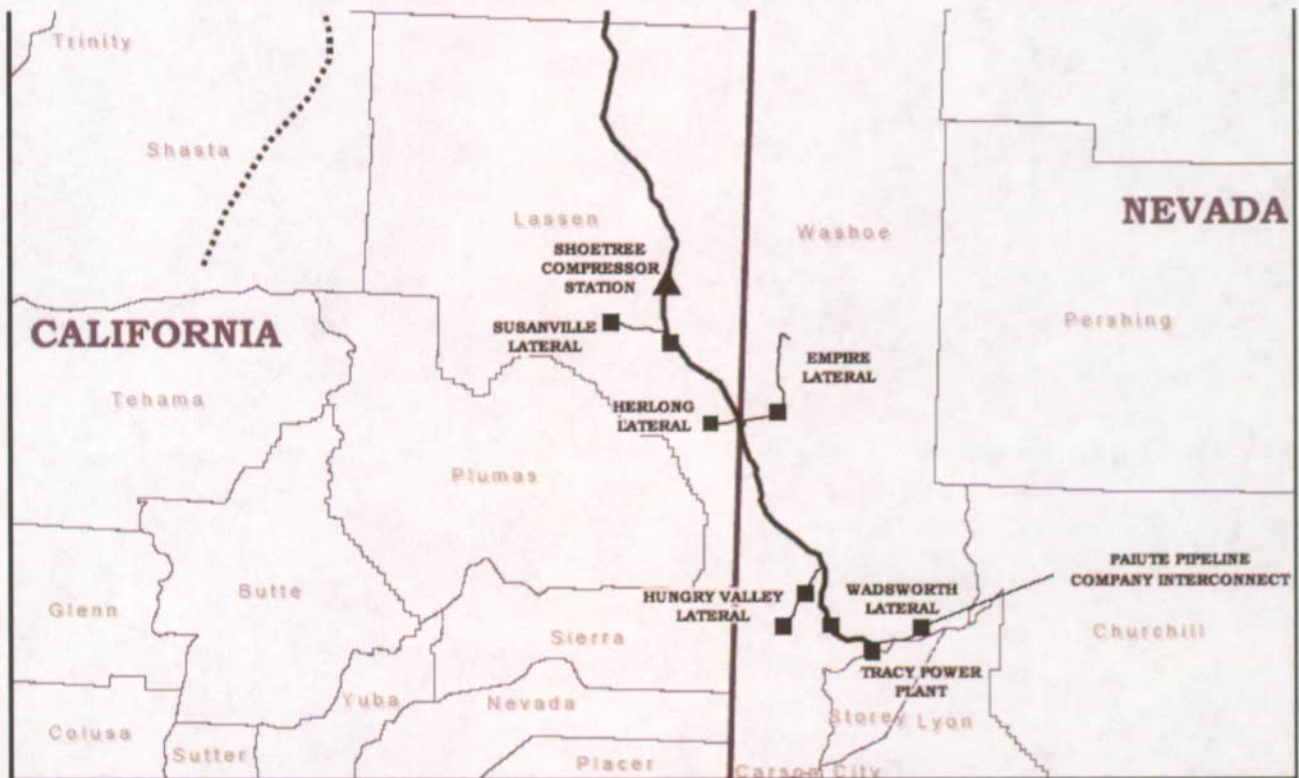 Trinity
Shasta
Lassen
Washoe
NEVADA
SHOETREE
COMPRESSOR
STATION
CALIFORNIA
SUSANVILLE
LATERAL
Pershing
EMPIRE
LATERAL
Tehama
HERLONG
LATERAL
Plumas
PAIUTE PIPELINE
COMPANY INTERCONNECT
Butte
HUNGRY VALLEY
LATERAL
WADSWORTH
LATERAL
Glenn
Sierra
Churchill
TRACY POWER
PLANT
Yuba
Nevada
Storey
Lyon
Colusa
Sutter
Placer
Carson City